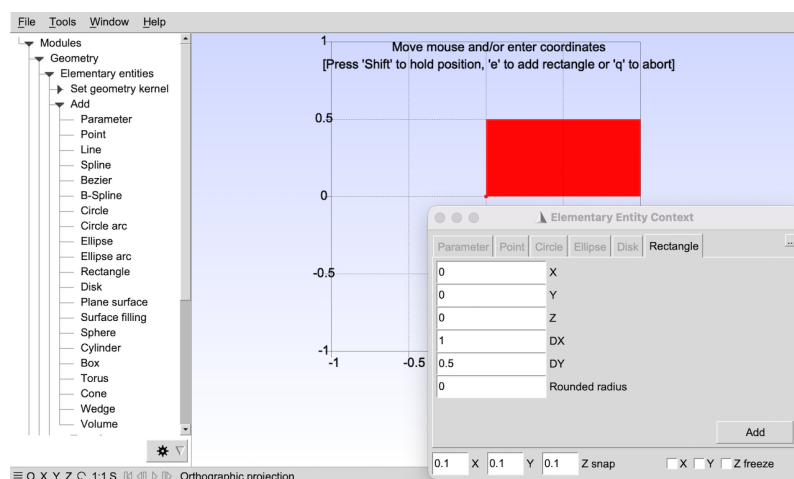 File Tools Window Help
Modules
Geometry
Elementary entities
Set geometry kernel
Add
Parameter
Point
Line
Spline
Bezier
B-Spline
Circle
Circle arc
Ellipse
Ellipse arc
Rectangle
Disk
Plane surface
Surface filling
Sphere
Cylinder
Box
Torus
Cone
Wedge
Volume
O X Y Z 1:1 S Orthographic projection
Move mouse and/or enter coordinates
[Press 'Shift' to hold position, 'e' to add rectangle or 'q' to abort]
1
0.5
0
-0.5
-1
-1 -0.5
Elementary Entity Context
Parameter Point Circle Ellipse Disk Rectangle
0 X
0 Y
0 Z
1 DX
0.5 DY
0 Rounded radius
Add
0.1 X 0.1 Y 0.1 Z snap X Y Z freeze